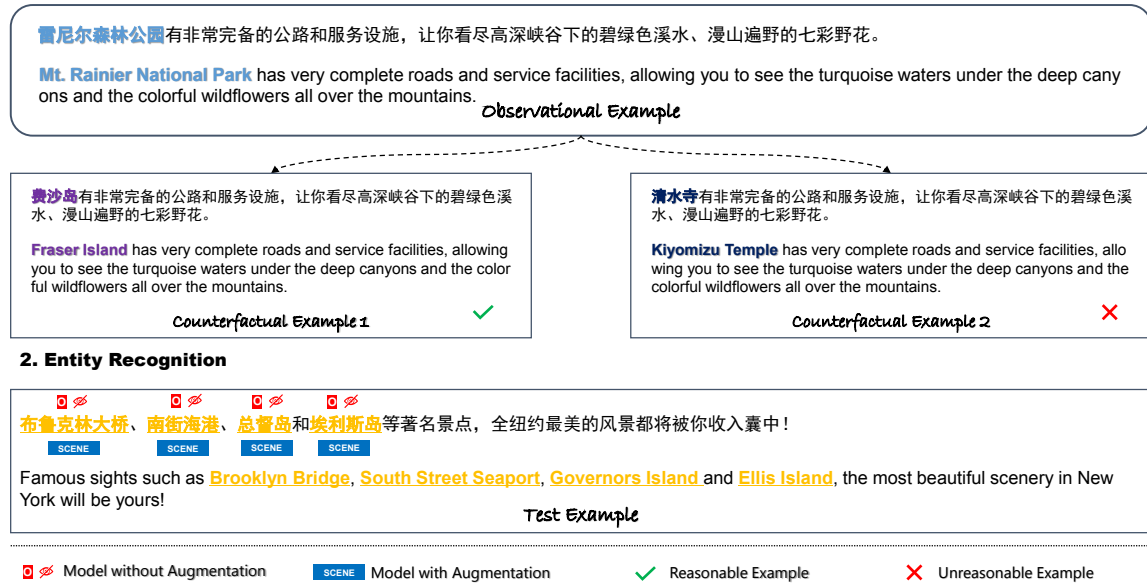 雷尼尔森林公园有非常完备的公路和服务设施，让你看尽高深峡谷下的碧绿色溪水、漫山遍野的七彩野花。
Mt. Rainier National Park has very complete roads and service facilities, allowing you to see the turquoise waters under the deep cany
ons and the colorful wildflowers all over the mountains.
Observational Example
费沙岛有非常完备的公路和服务设施，让你看尽高深峡谷下的碧绿色溪
水、漫山遍野的七彩野花。
Fraser Island has very complete roads and service facilities, allowing
you to see the turquoise waters under the deep canyons and the color
ful wildflowers all over the mountains.
Counterfactual Example 1
清水寺有非常完备的公路和服务设施，让你看尽高深峡谷下的碧绿色溪
水、漫山遍野的七彩野花。
Kiyomizu Temple has very complete roads and service facilities, allo
wing you to see the turquoise waters under the deep canyons and the
colorful wildflowers all over the mountains.
Counterfactual Example 2
2. Entity Recognition
O O O O
布鲁克林大桥、南街海港、总督岛和埃利斯岛等著名景点，全纽约最美的风景都将被你收入囊中！
SCENE SCENE SCENE SCENE
Famous sights such as Brooklyn Bridge, South Street Seaport, Governors Island and Ellis Island, the most beautiful scenery in New
York will be yours!
Test Example
O Model without Augmentation SCENE Model with Augmentation Reasonable Example Unreasonable Example